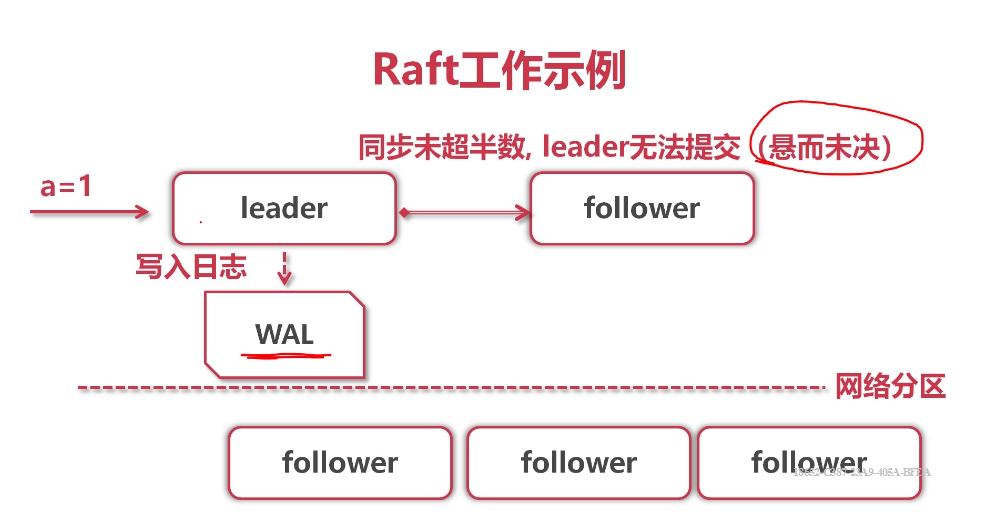 Raft工作示例
同步未超半数, leader无法提交（悬而未决）
a=1
leader
follower
写入日志
WAL
网络分区
follower
follower
follower